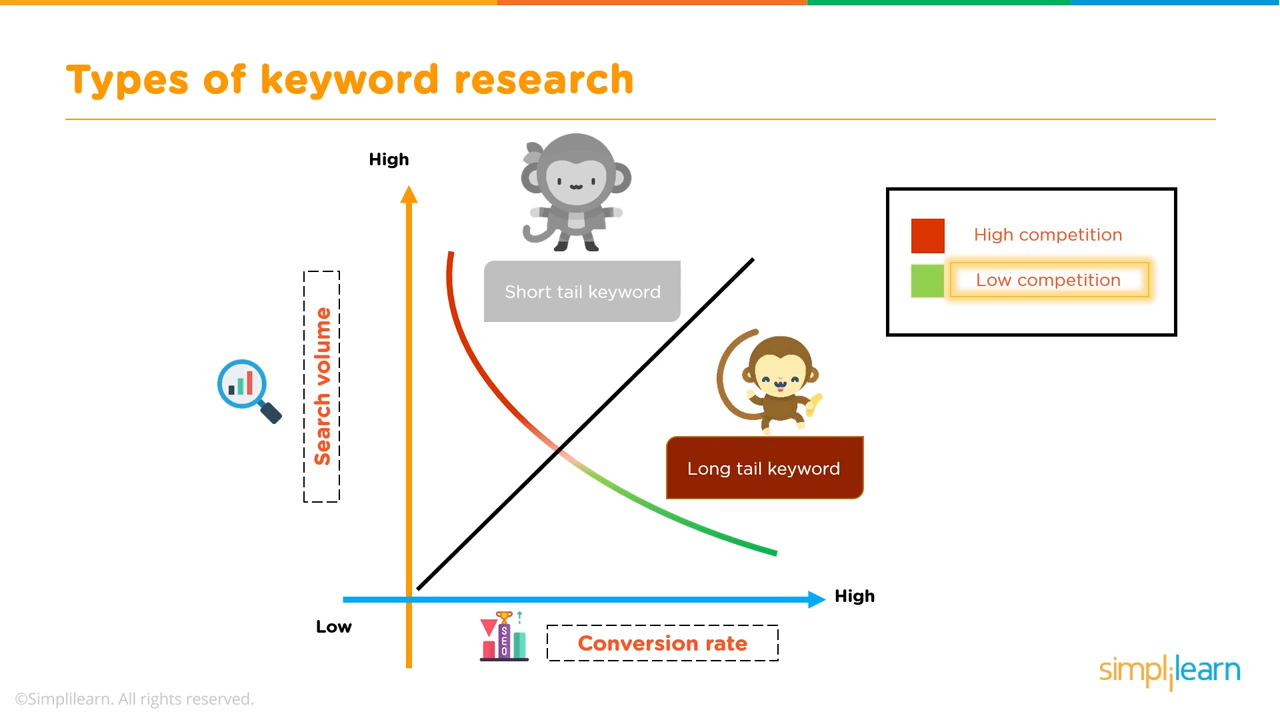 Types of keyword research
High
Short tail keyword
High competition
Low competition
Search volume
Long tail keyword
High
Low
SEO
Conversion rate
simplilearn
©Simplilearn. All rights reserved.